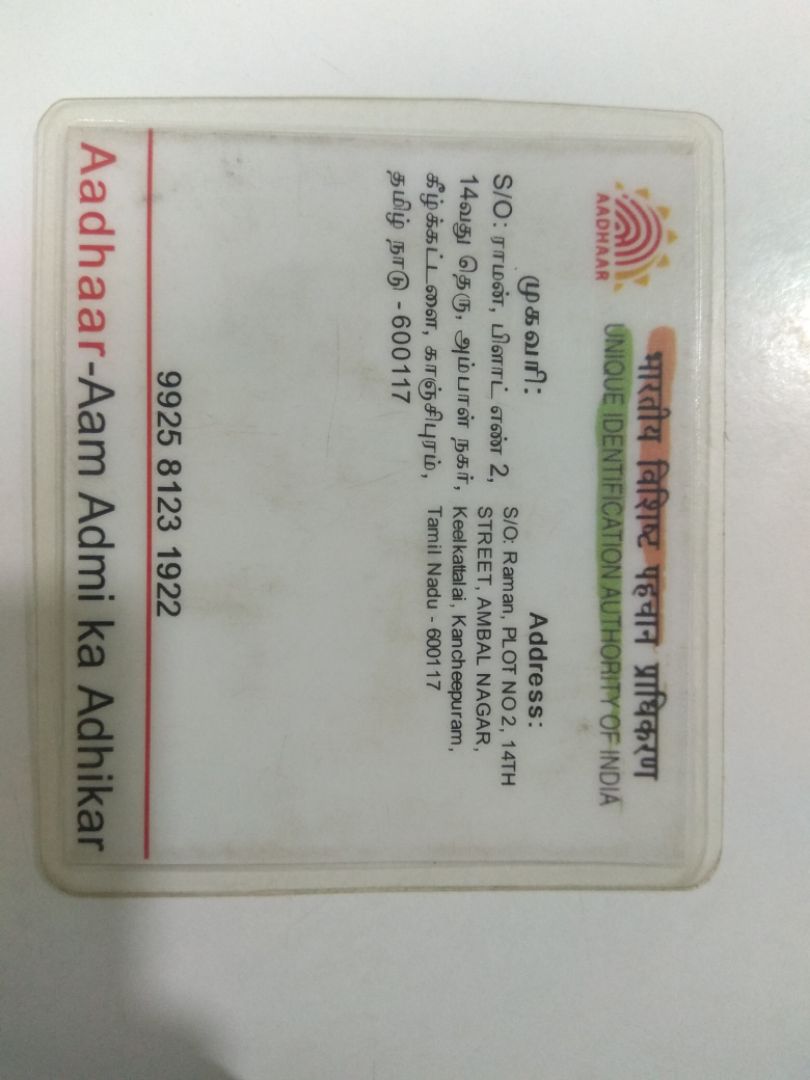 भारतीय विशिष्ट पहचान प्राधिकरण
UNIQUE IDENTIFICATION AUTHORITY OF INDIA
AADHAAR
முகவரி:
S/O: ராமன், பிளாட் எண் 2,
14வது தெரு, அம்பாள் நகர்,
கீழ்க்கட்டளை, காஞ்சிபுரம்,
தமிழ் நாடு - 600117
Address:
S/O: Raman, PLOT NO 2, 14TH
STREET, AMBAL NAGAR,
Keelkattalai, Kancheepuram,
Tamil Nadu - 600117
9925 8123 1922
Aadhaar-Aam Admi ka Adhikar